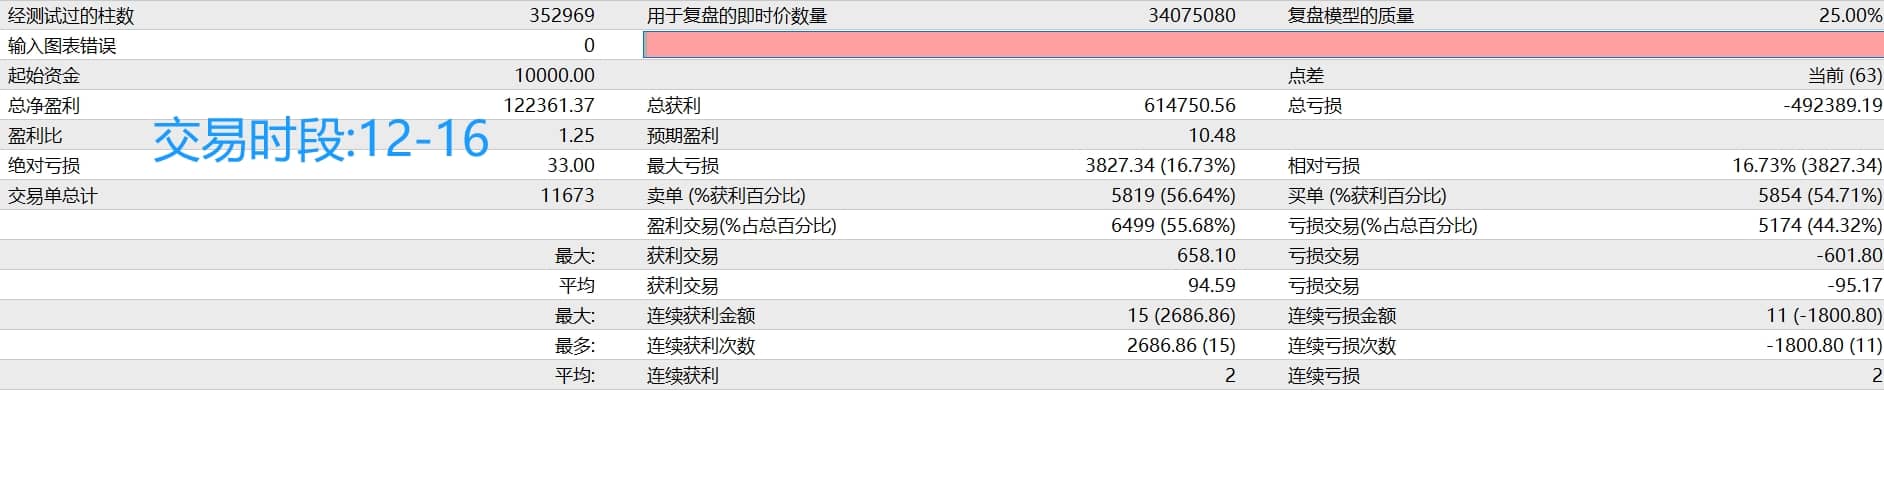 经测试过的柱数 352969 用于复盘的即时价数量 34075080 复盘模型的质量 25.00%
输入图表错误 0
起始资金 10000.00 点差 当前 (63)
总净盈利 122361.37 总获利 614750.56 总亏损 -492389.19
盈利比 1.25 预期盈利 10.48
交易时段:12-16
绝对亏损 33.00 最大亏损 3827.34 (16.73%) 相对亏损 16.73% (3827.34)
交易单总计 11673 卖单 (%获利百分比) 5819 (56.64%) 买单 (%获利百分比) 5854 (54.71%)
盈利交易(%占总百分比) 6499 (55.68%) 亏损交易(%占总百分比) 5174 (44.32%)
最大: 获利交易 658.10 亏损交易 -601.80
平均 获利交易 94.59 亏损交易 -95.17
最大: 连续获利金额 15 (2686.86) 连续亏损金额 11 (-1800.80)
最多: 连续获利次数 2686.86 (15) 连续亏损次数 -1800.80 (11)
平均: 连续获利 2 连续亏损 2